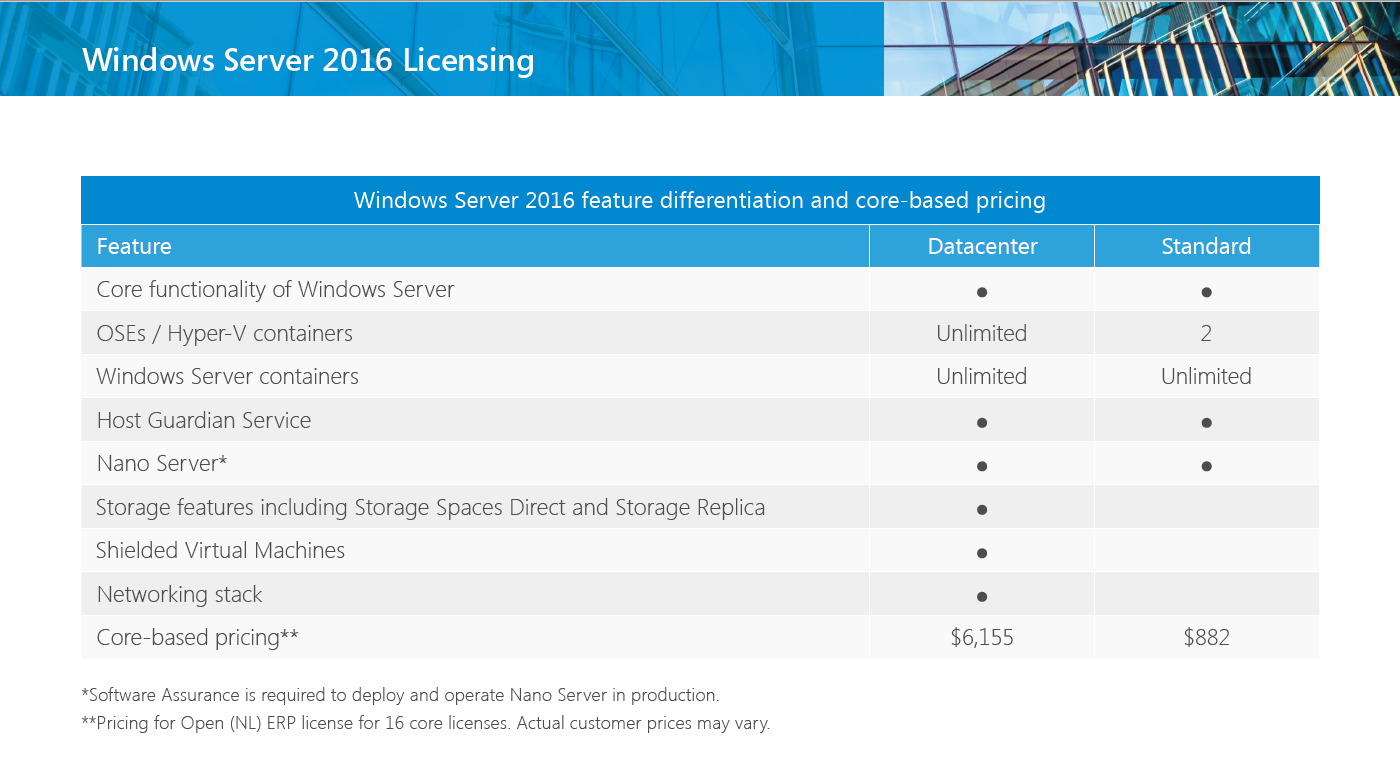 Windows Server 2016 Licensing
Windows Server 2016 feature differentiation and core-based pricing
Feature Datacenter Standard
Core functionality of Windows Server ● ●
OSEs / Hyper-V containers Unlimited 2
Windows Server containers Unlimited Unlimited
Host Guardian Service ● ●
Nano Server* ● ●
Storage features including Storage Spaces Direct and Storage Replica ●
Shielded Virtual Machines ●
Networking stack ●
Core-based pricing** $6,155 $882
*Software Assurance is required to deploy and operate Nano Server in production.
**Pricing for Open (NL) ERP license for 16 core licenses. Actual customer prices may vary.